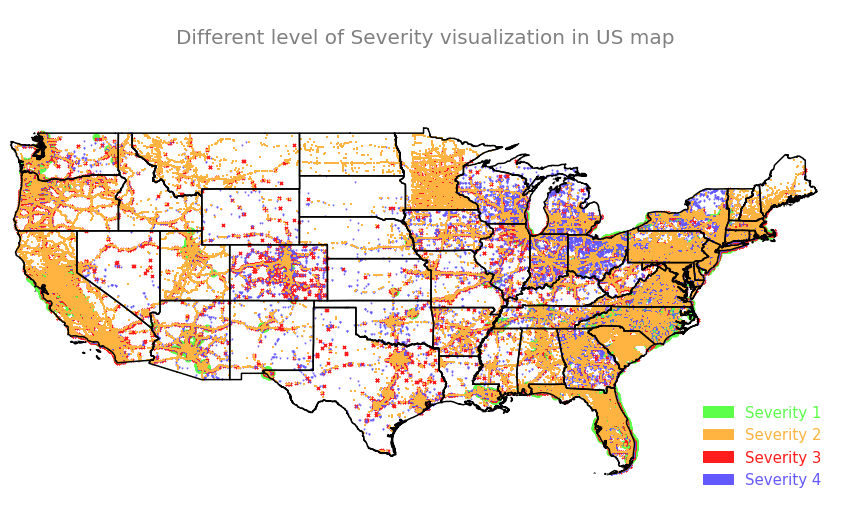 Different level of Severity visualization in US map
Severity 1
Severity 2
Severity 3
Severity 4